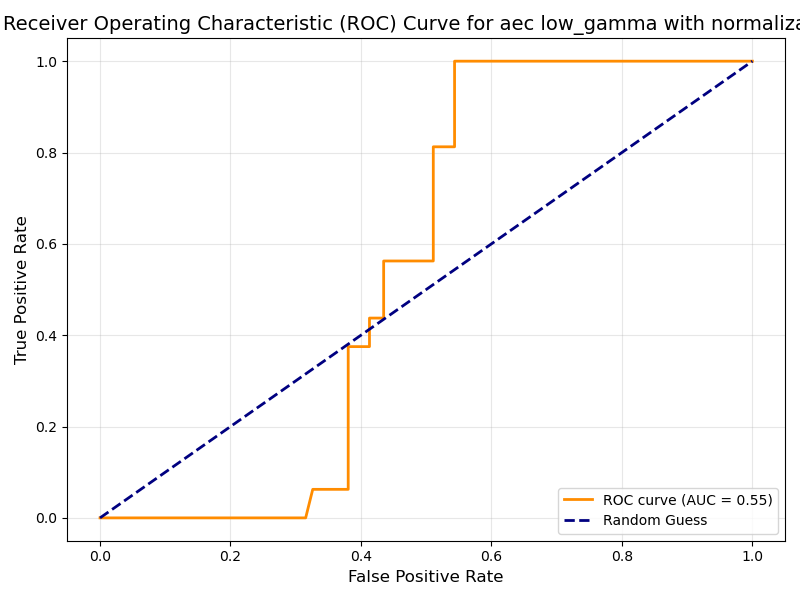 Receiver Operating Characteristic (ROC) Curve for aec low_gamma with normaliza
1.0
0.8
0.6
0.4
0.2
0.0
True Positive Rate
0.0 0.2 0.4 0.6 0.8 1.0
False Positive Rate
ROC curve (AUC = 0.55)
Random Guess